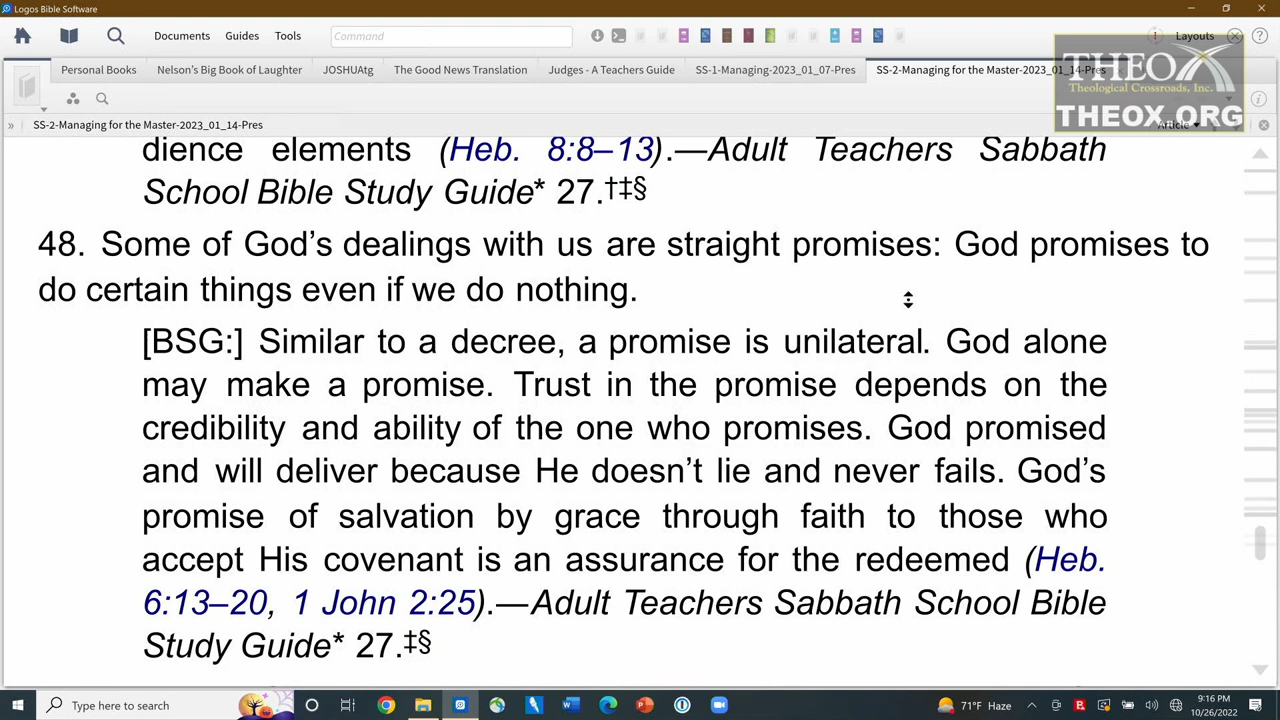 Logos Bible Software
Documents Guides Tools Command Layouts
Personal Books Nelson's Big Book of Laughter JOSHUA Good News Translation Judges - A Teachers Guide SS-1-Managing-2023_01_07-Pres SS-2-Managing for the Master-2023_01_14-Pres
THEOX
Theological Crossroads, Inc.
THEOX.ORG
» SS-2-Managing for the Master-2023_01_14-Pres Article
dience elements (Heb. 8:8–13).—Adult Teachers Sabbath
School Bible Study Guide* 27.†‡§
48. Some of God's dealings with us are straight promises: God promises to
do certain things even if we do nothing.
[BSG:] Similar to a decree, a promise is unilateral. God alone
may make a promise. Trust in the promise depends on the
credibility and ability of the one who promises. God promised
and will deliver because He doesn't lie and never fails. God's
promise of salvation by grace through faith to those who
accept His covenant is an assurance for the redeemed (Heb.
6:13–20, 1 John 2:25).—Adult Teachers Sabbath School Bible
Study Guide* 27.‡§
Type here to search
71°F Haze
9:16 PM
10/26/2022